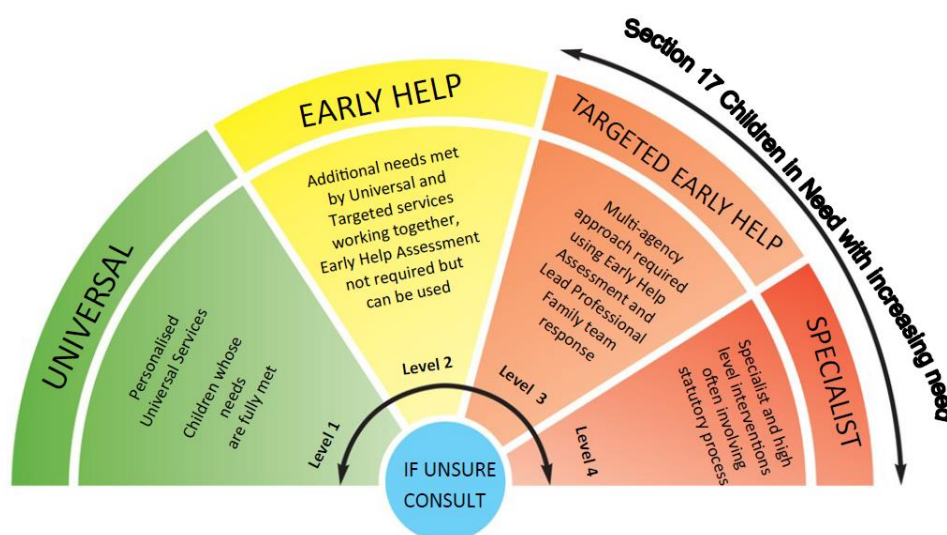 Section 17 Children in Need with increasing need
UNIVERSAL
Personalised
Universal Services
Children whose
needs
are fully met
Level 1
EARLY HELP
Additional needs met
by Universal and
Targeted services
working together,
Early Help Assessment
not required but
can be used
Level 2
TARGETED EARLY HELP
Multi-agency
approach required
using Early Help
Assessment and
Lead Professional
Family team
response
Level 3
SPECIALIST
Specialist and high
level interventions
often involving
statutory process
Level 4
IF UNSURE
CONSULT